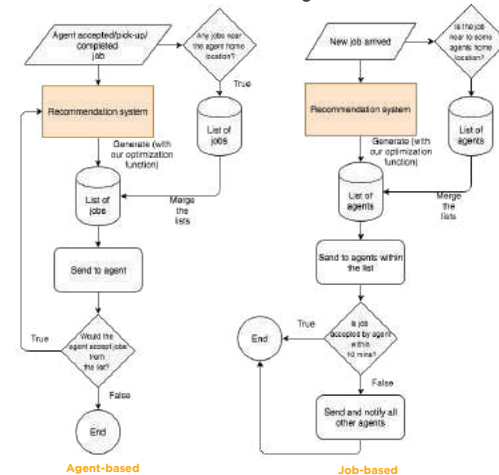 Agent accepted/pick-up/
completed
job
Any jobs near
the agent home
location?
True
Recommendation system
List of
jobs
Generate (with
our optimization
function)
List of
jobs
Merge
the
lists
Send to agent
True
Would the
agent accept jobs
from
the list?
False
End
Agent-based
New job arrived
Is the job
near to some
agents home
location?
Recommendation system
List of
agents
Generate (with
our optimization
function)
List of
agents
Merge
the
lists
Send to agents within
the list
End
True
Is job
accepted by agent
within
10 mins?
False
Send and notify all
other agents
Job-based